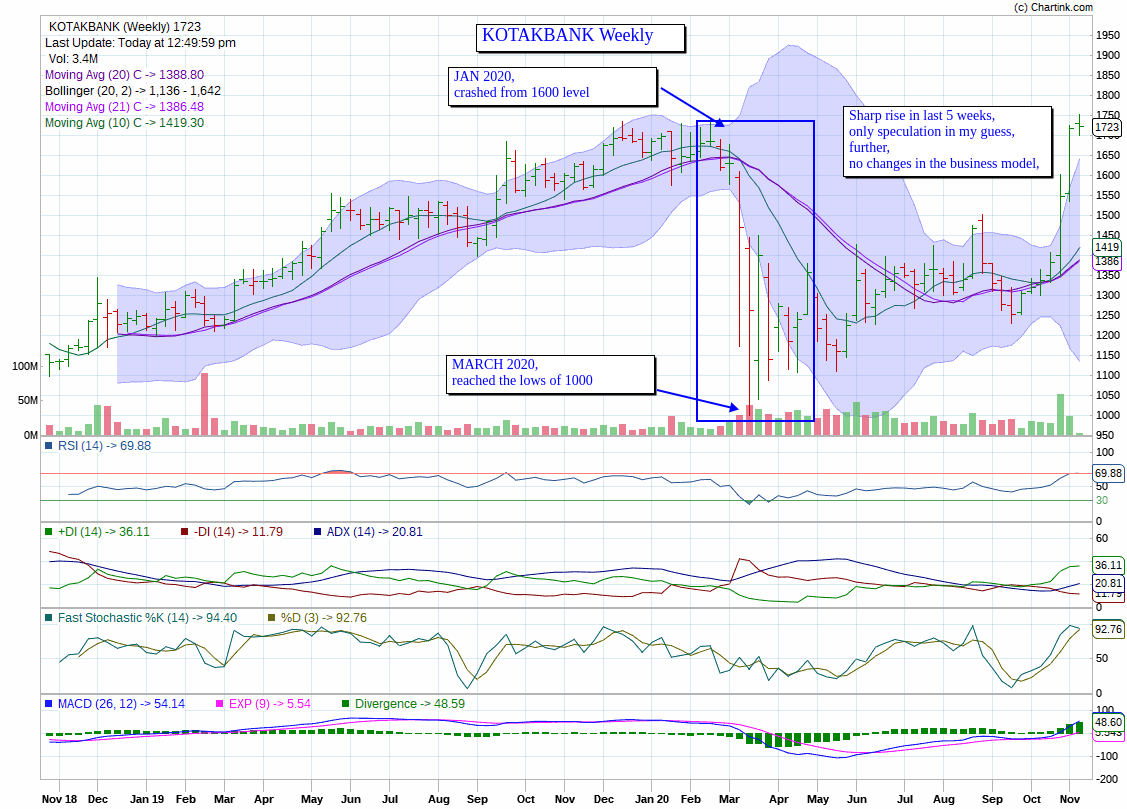 (c) Chartink.com
KOTAKBANK (Weekly) 1723
Last Update: Today at 12:49:59 pm
Vol: 3.4M
Moving Avg (20) C -> 1388.80
Bollinger (20, 2) -> 1,136 - 1,642
Moving Avg (21) C -> 1386.48
Moving Avg (10) C -> 1419.30
KOTAKBANK Weekly
JAN 2020,
crashed from 1600 level
Sharp rise in last 5 weeks,
only speculation in my guess,
further,
no changes in the business model,
MARCH 2020,
reached the lows of 1000
1950
1900
1850
1800
1750
1723
1650
1600
1550
1500
1450
1419
1386
1350
1300
1250
1200
1150
1100
1050
1000
950
100M
50M
0M
RSI (14) -> 69.88
100
69.88
50
30
0
+DI (14) -> 36.11 -DI (14) -> 11.79 ADX (14) -> 20.81
60
36.11
20.81
11.79
0
Fast Stochastic %K (14) -> 94.40 %D (3) -> 92.76
92.76
50
0
MACD (26, 12) -> 54.14 EXP (9) -> 5.54 Divergence -> 48.59
100
48.60
5.543
-100
-200
Nov 18 Dec Jan 19 Feb Mar Apr May Jun Jul Aug Sep Oct Nov Dec Jan 20 Feb Mar Apr May Jun Jul Aug Sep Oct Nov